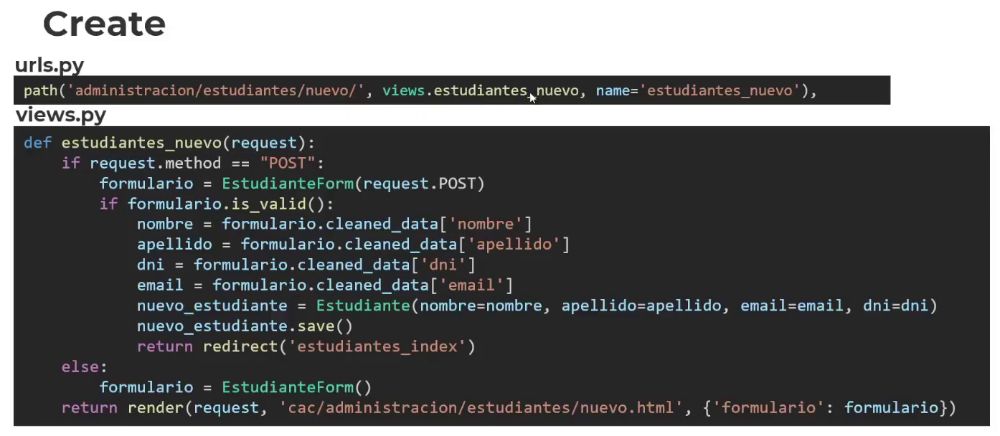 Create
urls.py
path('administracion/estudiantes/nuevo/', views.estudiantes_nuevo, name='estudiantes_nuevo'),
views.py
def estudiantes_nuevo(request):
    if request.method == "POST":
        formulario = EstudianteForm(request.POST)
        if formulario.is_valid():
            nombre = formulario.cleaned_data['nombre']
            apellido = formulario.cleaned_data['apellido']
            dni = formulario.cleaned_data['dni']
            email = formulario.cleaned_data['email']
            nuevo_estudiante = Estudiante(nombre=nombre, apellido=apellido, email=email, dni=dni)
            nuevo_estudiante.save()
            return redirect('estudiantes_index')
    else:
        formulario = EstudianteForm()
    return render(request, 'cac/administracion/estudiantes/nuevo.html', {'formulario': formulario})